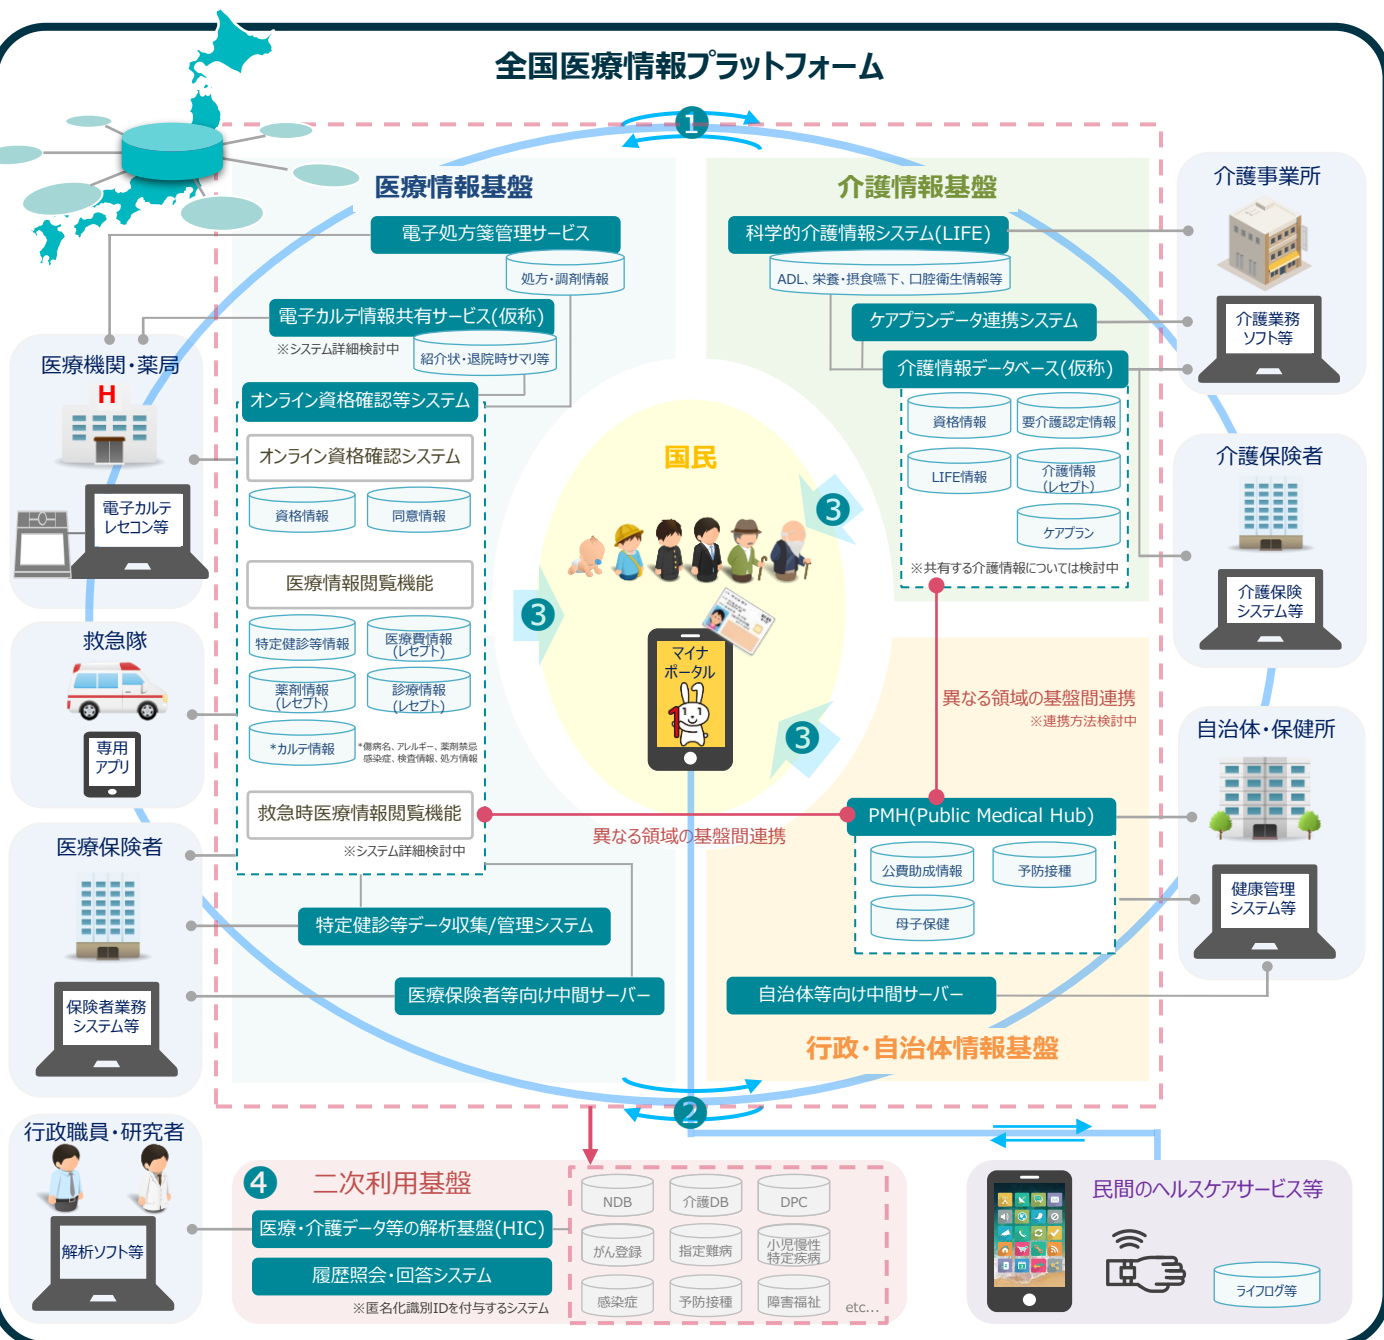 全国医療情報プラットフォーム
1
医療情報基盤
電子処方箋管理サービス
処方・調剤情報
電子カルテ情報共有サービス(仮称)
※システム詳細検討中
紹介状・退院時サマリ等
オンライン資格確認等システム
オンライン資格確認システム
資格情報
同意情報
医療情報閲覧機能
特定健診等情報
医療費情報
(レセプト)
薬剤情報
(レセプト)
診療情報
(レセプト)
*カルテ情報
*傷病名、アレルギー、薬剤禁忌
感染症、検査情報、処方情報
救急時医療情報閲覧機能
※システム詳細検討中
特定健診等データ収集/管理システム
医療保険者等向け中間サーバー
介護情報基盤
科学的介護情報システム(LIFE)
ADL、栄養・摂食嚥下、口腔衛生情報等
ケアプランデータ連携システム
介護情報データベース(仮称)
資格情報
要介護認定情報
LIFE情報
介護情報
(レセプト)
ケアプラン
※共有する介護情報については検討中
国民
3
3
3
マイナ
ポータル
1
異なる領域の基盤間連携
※連携方法検討中
異なる領域の基盤間連携
PMH(Public Medical Hub)
公費助成情報
予防接種
母子保健
自治体等向け中間サーバー
行政・自治体情報基盤
2
医療機関・薬局
H
電子カルテ
レセコン等
救急隊
専用
アプリ
医療保険者
保険者業務
システム等
行政職員・研究者
解析ソフト等
介護事業所
介護業務
ソフト等
介護保険者
介護保険
システム等
自治体・保健所
健康管理
システム等
4
二次利用基盤
医療・介護データ等の解析基盤(HIC)
履歴照会・回答システム
※匿名化識別IDを付与するシステム
NDB
介護DB
DPC
がん登録
指定難病
小児慢性
特定疾病
感染症
予防接種
障害福祉
etc...
民間のヘルスケアサービス等
ライフログ等